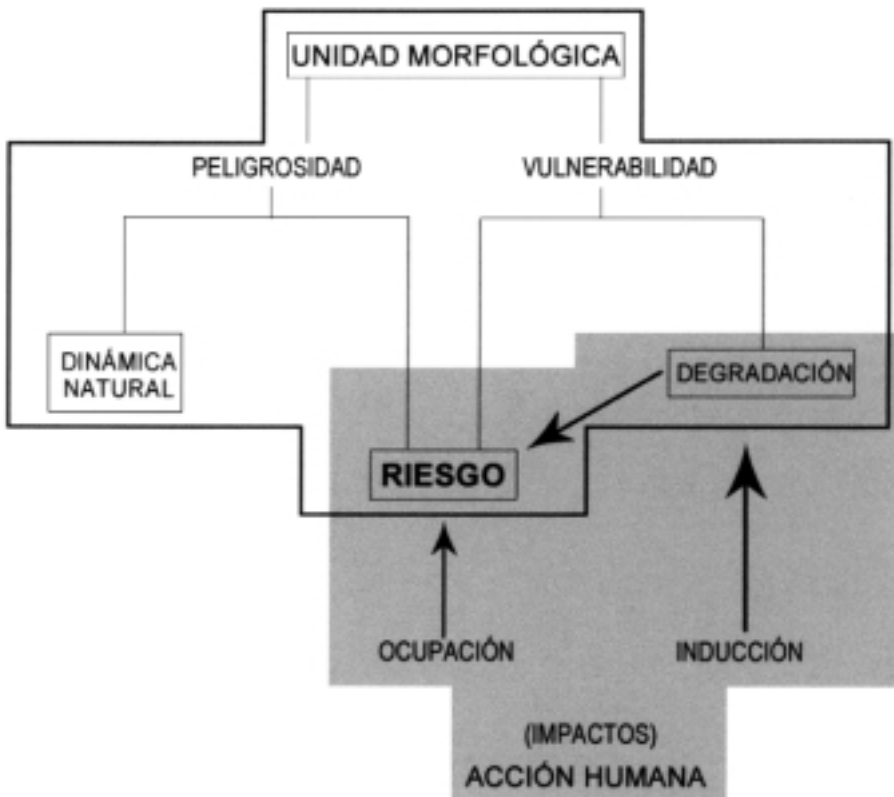 UNIDAD MORFOLÓGICA
PELIGROSIDAD
VULNERABILIDAD
DINÁMICA
NATURAL
DEGRADACIÓN
RIESGO
OCUPACIÓN
INDUCCIÓN
(IMPACTOS)
ACCIÓN HUMANA